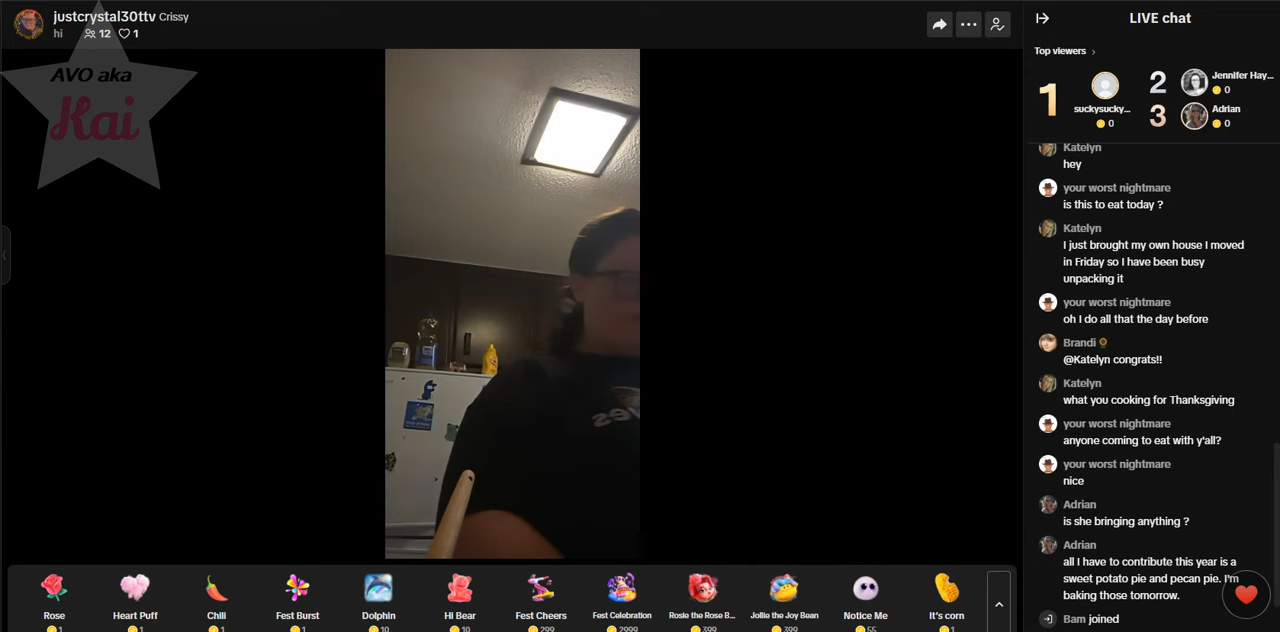 justcrystal30ttv Crissy
hi 12 1
AVO aka
Kai
LIVE chat
Top viewers
1 suckysucky... 0
2 Jennifer Hay... 0
3 Adrian 0
Katelyn
hey
your worst nightmare
is this to eat today ?
Katelyn
I just brought my own house I moved
in Friday so I have been busy
unpacking it
your worst nightmare
oh I do all that the day before
Brandi
@Katelyn congrats!!
Katelyn
what you cooking for Thanksgiving
your worst nightmare
anyone coming to eat with y'all?
your worst nightmare
nice
Adrian
is she bringing anything ?
Adrian
all I have to contribute this year is a
sweet potato pie and pecan pie. I'm
baking those tomorrow.
Bam joined
Rose Heart Puff Chili Fest Burst Dolphin Hi Bear Fest Cheers Fest Celebration Rosie the Rose B... Jollie the Joy Bean Notice Me It's corn
1 1 1 1 10 10 299 2999 399 399 55 1